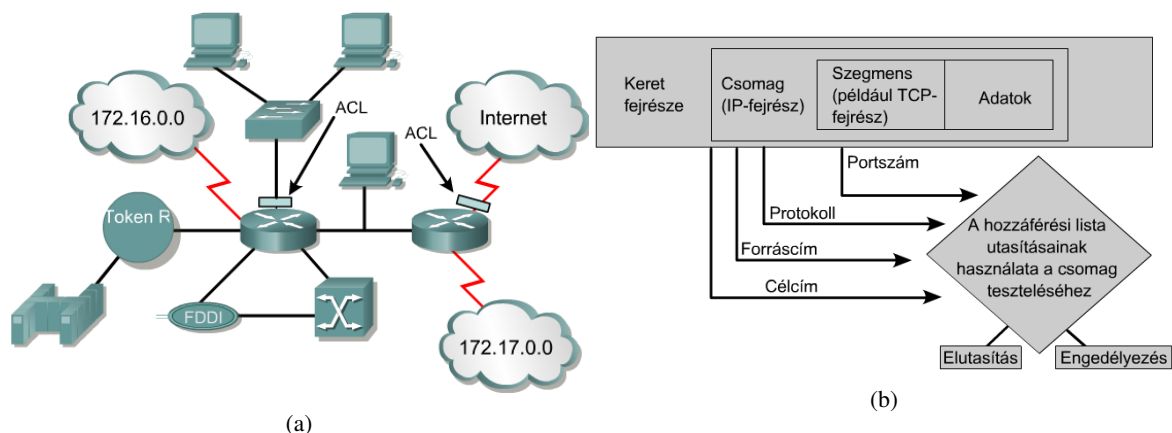 172.16.0.0
ACL
Internet
ACL
Token R
FDDI
172.17.0.0
(a)
Keret
fejrésze
Csomag
(IP-fejrész)
Szegmens
(például TCP-
fejrész)
Adatok
Portszám
Protokoll
Forráscím
Célcím
A hozzáférési lista
utasításainak
használata a csomag
teszteléséhez
Elutasítás
Engedélyezés
(b)